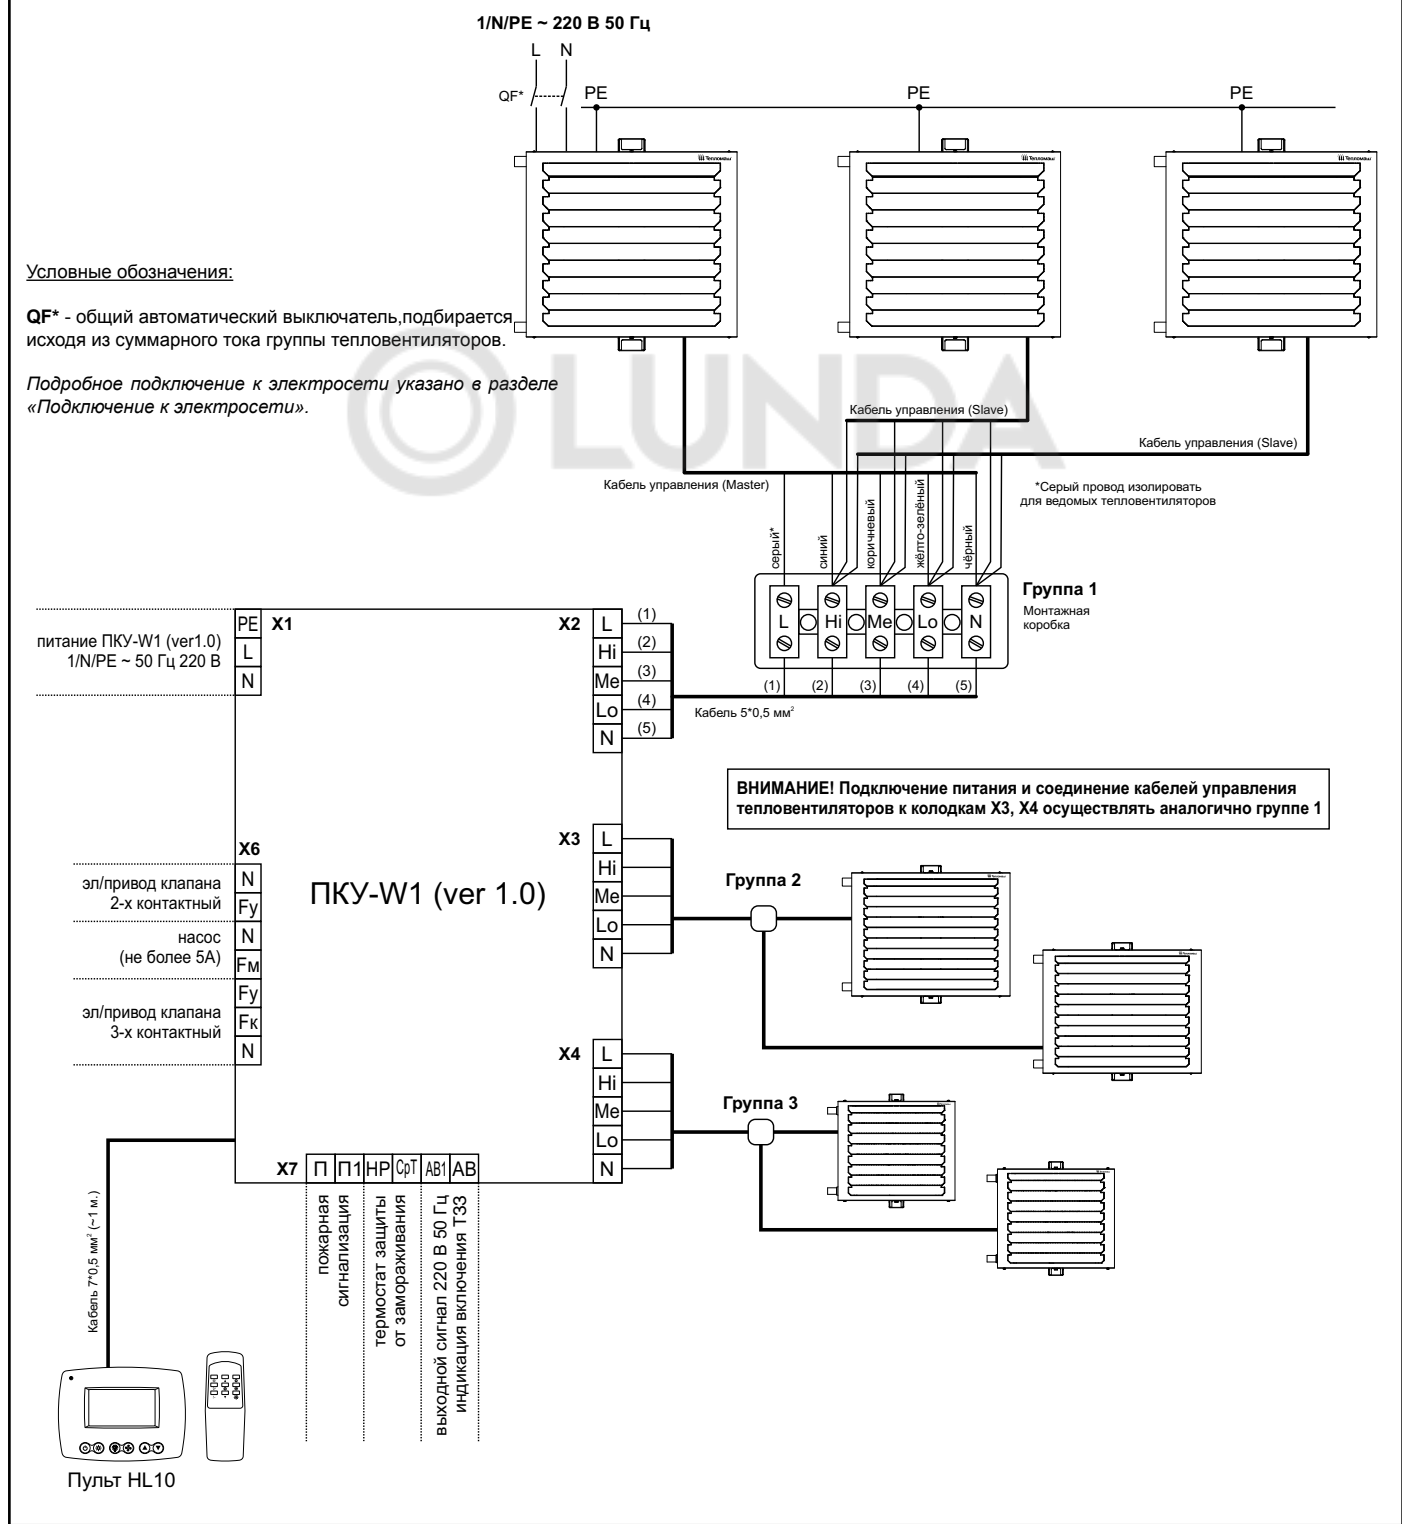 1/N/PE ~ 220 В 50 Гц
L N
QF*
PE PE PE
Тепломаш Тепломаш Тепломаш
Условные обозначения:
QF* - общий автоматический выключатель,подбирается,
исходя из суммарного тока группы тепловентиляторов.
Подробное подключение к электросети указано в разделе
«Подключение к электросети».
LUNDA
Кабель управления (Slave)
Кабель управления (Slave)
Кабель управления (Master)
*Серый провод изолировать
для ведомых тепловентиляторов
серый*
синий
коричневый
жёлто-зелёный
чёрный
L Hi Me Lo N
Группа 1
Монтажная
коробка
(1) (2) (3) (4) (5)
Кабель 5*0,5 мм²
питание ПКУ-W1 (ver1.0)
1/N/PE ~ 50 Гц 220 В
PE
L
N
X1
X2
L
Hi
Me
Lo
N
(1)
(2)
(3)
(4)
(5)
ВНИМАНИЕ! Подключение питания и соединение кабелей управления
тепловентиляторов к колодкам X3, X4 осуществлять аналогично группе 1
X3
L
Hi
Me
Lo
N
Группа 2
ПКУ-W1 (ver 1.0)
X6
N
Fу
N
Fм
Fу
Fк
N
эл/привод клапана
2-х контактный
насос
(не более 5А)
эл/привод клапана
3-х контактный
X4
L
Hi
Me
Lo
N
Группа 3
X7 П П1 НР СрТ АВ1 АВ
пожарная
сигнализация
термостат защиты
от замораживания
выходной сигнал 220 В 50 Гц
индикация включения ТЗЗ
Кабель 7*0,5 мм² (~1 м.)
Пульт HL10